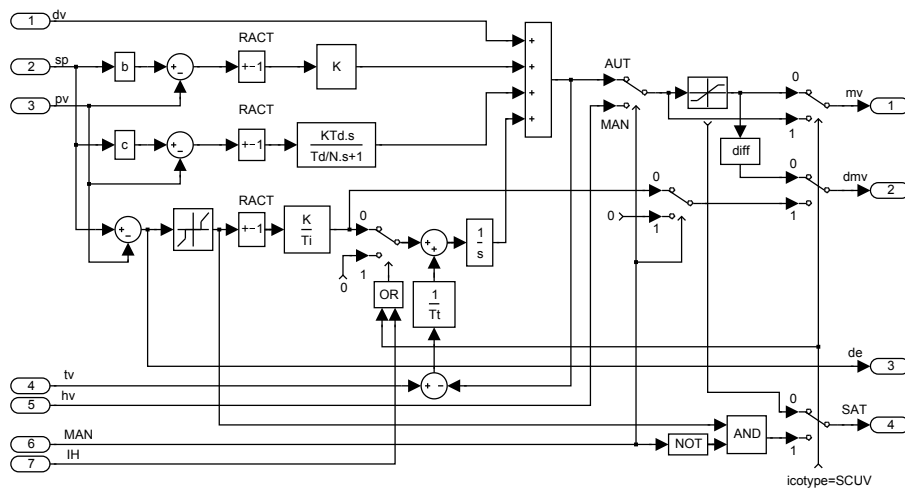 1 dv
RACT
2 sp b + − +−1 K
3 pv
RACT
c + − +−1 KTd.s
Td/N.s+1
+
+
+
+
AUT
MAN
0 mv 1
1
diff
0 dmv 2
1
RACT
+ − +−1 K
Ti
0
1
0
+ + 1
s
0
0
1
OR
1
Tt
de 3
4 tv + −
5 hv
0 SAT 4
1
6 MAN NOT AND
7 IH
icotype=SCUV